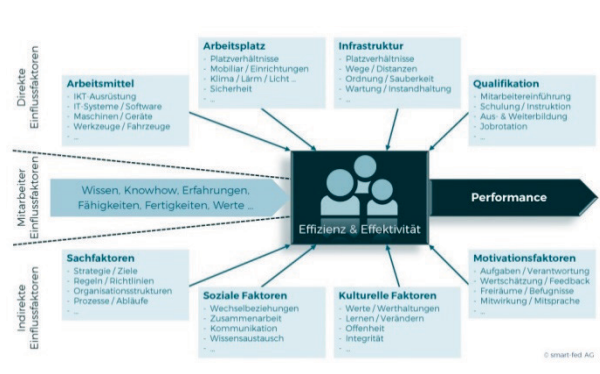 Direkte
Einflussfaktoren
Arbeitsmittel
- IKT-Ausrüstung
- IT-Systeme / Software
- Maschinen / Geräte
- Werkzeuge / Fahrzeuge
- ...
Arbeitsplatz
- Platzverhältnisse
- Mobiliar / Einrichtungen
- Klima / Lärm / Licht ...
- Sicherheit
- ...
Infrastruktur
- Platzverhältnisse
- Wege / Distanzen
- Ordnung / Sauberkeit
- Wartung / Instandhaltung
- ...
Qualifikation
- Mitarbeitereinführung
- Schulung / Instruktion
- Aus- & Weiterbildung
- Jobrotation
- ...
Mitarbeiter
Einflussfaktoren
Wissen, Knowhow, Erfahrungen,
Fähigkeiten, Fertigkeiten, Werte ...
Effizienz & Effektivität
Performance
Indirekte
Einflussfaktoren
Sachfaktoren
- Strategie / Ziele
- Regeln / Richtlinien
- Organisationsstrukturen
- Prozesse / Abläufe
- ...
Soziale Faktoren
- Wechselbeziehungen
- Zusammenarbeit
- Kommunikation
- Wissensaustausch
- ...
Kulturelle Faktoren
- Werte / Werthaltungen
- Lernen / Verändern
- Offenheit
- Integrität
- ...
Motivationsfaktoren
- Aufgaben / Verantwortung
- Wertschätzung / Feedback
- Freiräume / Befugnisse
- Mitwirkung / Mitsprache
- ...
© smart-fed AG